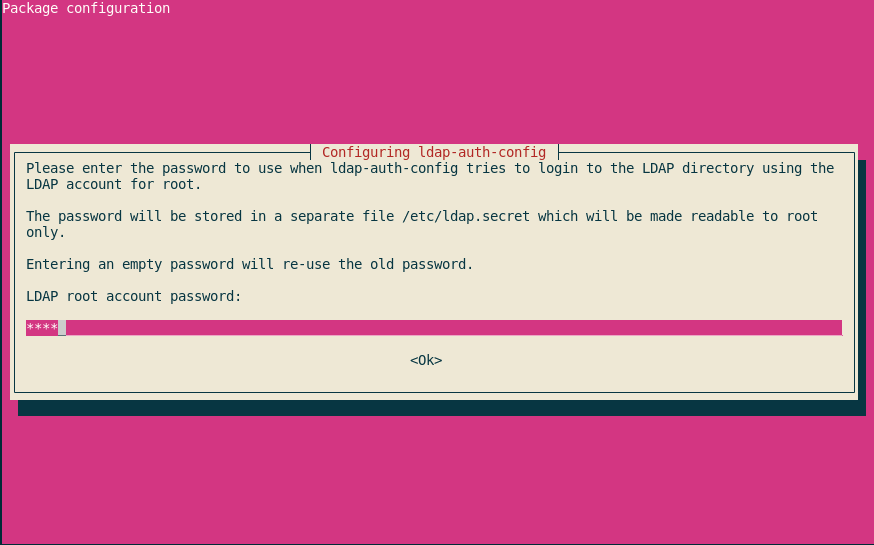 Package configuration
Configuring ldap-auth-config
Please enter the password to use when ldap-auth-config tries to login to the LDAP directory using the
LDAP account for root.
The password will be stored in a separate file /etc/ldap.secret which will be made readable to root
only.
Entering an empty password will re-use the old password.
LDAP root account password:
****
<Ok>